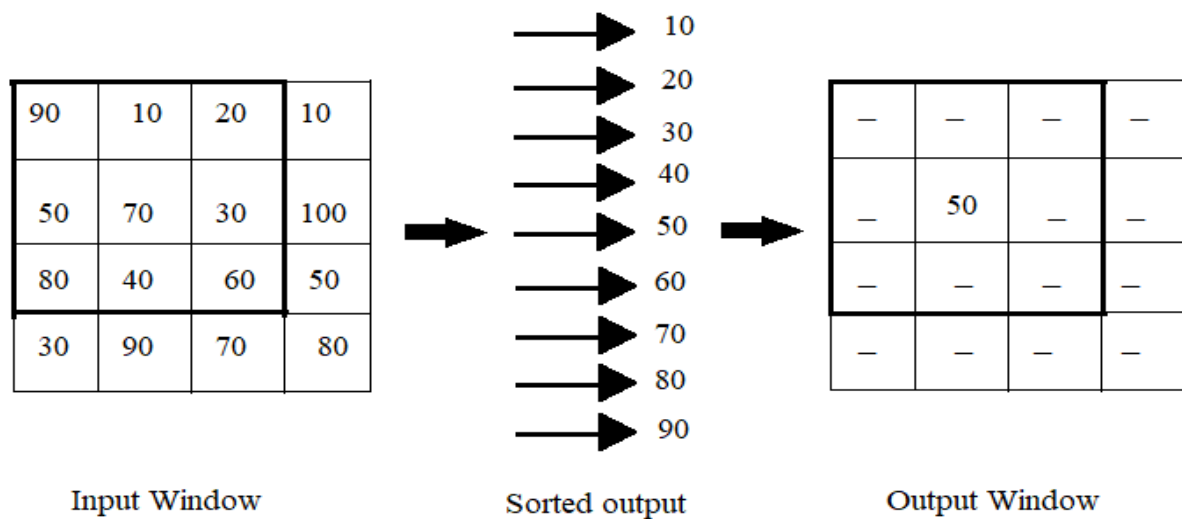 90 10 20 10
50 70 30 100
80 40 60 50
30 90 70 80
Input Window
10
20
30
40
50
60
70
80
90
Sorted output
– – – –
– 50 – –
– – – –
– – – –
Output Window